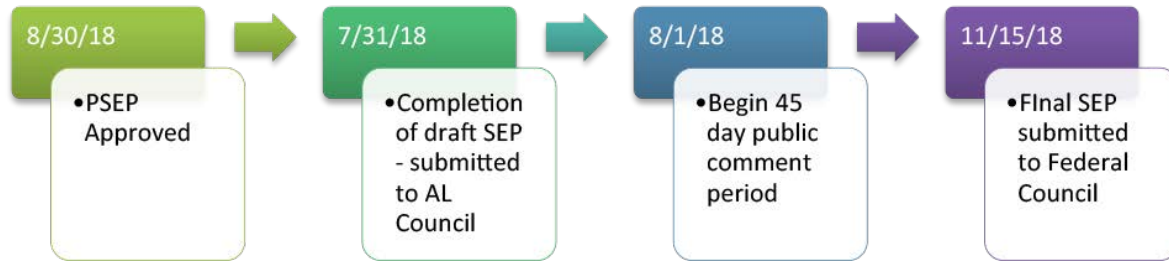 8/30/18
•PSEP
Approved
7/31/18
•Completion
of draft SEP
- submitted
to AL
Council
8/1/18
•Begin 45
day public
comment
period
11/15/18
•FInal SEP
submitted
to Federal
Council